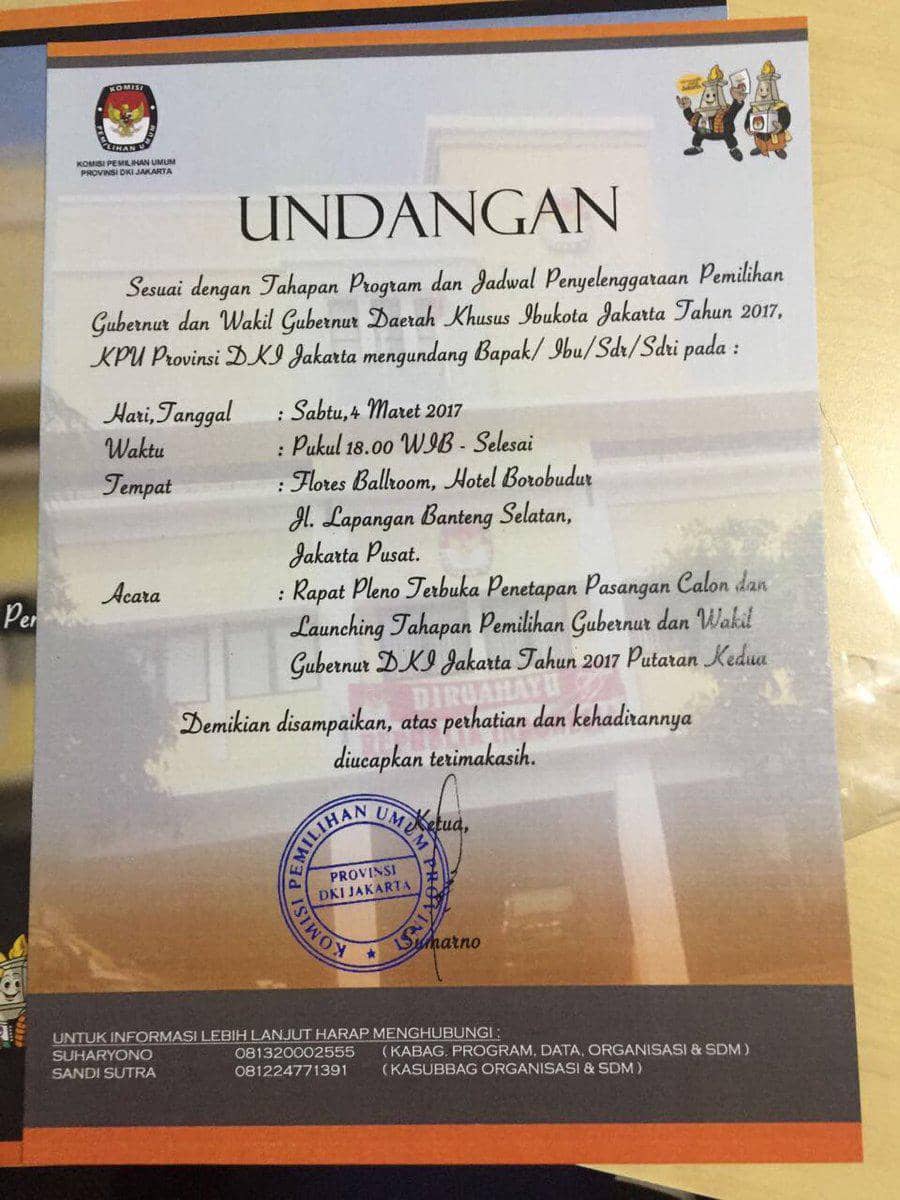 KOMISI
PEMILIHAN UMUM
KOMISI PEMILIHAN UMUM
PROVINSI DKI JAKARTA
UNDANGAN
Sesuai dengan Tahapan Program dan Jadwal Penyelenggaraan Pemilihan
Gubernur dan Wakil Gubernur Daerah Khusus Ibukota Jakarta Tahun 2017,
KPU Provinsi DKI Jakarta mengundang Bapak/ Ibu/Sdr/Sdri pada :
Hari,Tanggal : Sabtu,4 Maret 2017
Waktu : Pukul 18.00 WIB - Selesai
Tempat : Flores Ballroom, Hotel Borobudur
Jl. Lapangan Banteng Selatan,
Jakarta Pusat.
Acara : Rapat Pleno Terbuka Penetapan Pasangan Calon dan
Launching Tahapan Pemilihan Gubernur dan Wakil
Gubernur DKI Jakarta Tahun 2017 Putaran Kedua
DIRGAHAYU
Demikian disampaikan, atas perhatian dan kehadirannya
diucapkan terimakasih.
Ketua,
KOMISI PEMILIHAN UMUM PROVINSI
PROVINSI
DKI JAKARTA
Sumarno
UNTUK INFORMASI LEBIH LANJUT HARAP MENGHUBUNGI :
SUHARYONO 081320002555 ( KABAG. PROGRAM, DATA, ORGANISASI & SDM )
SANDI SUTRA 081224771391 ( KASUBBAG ORGANISASI & SDM )
Per